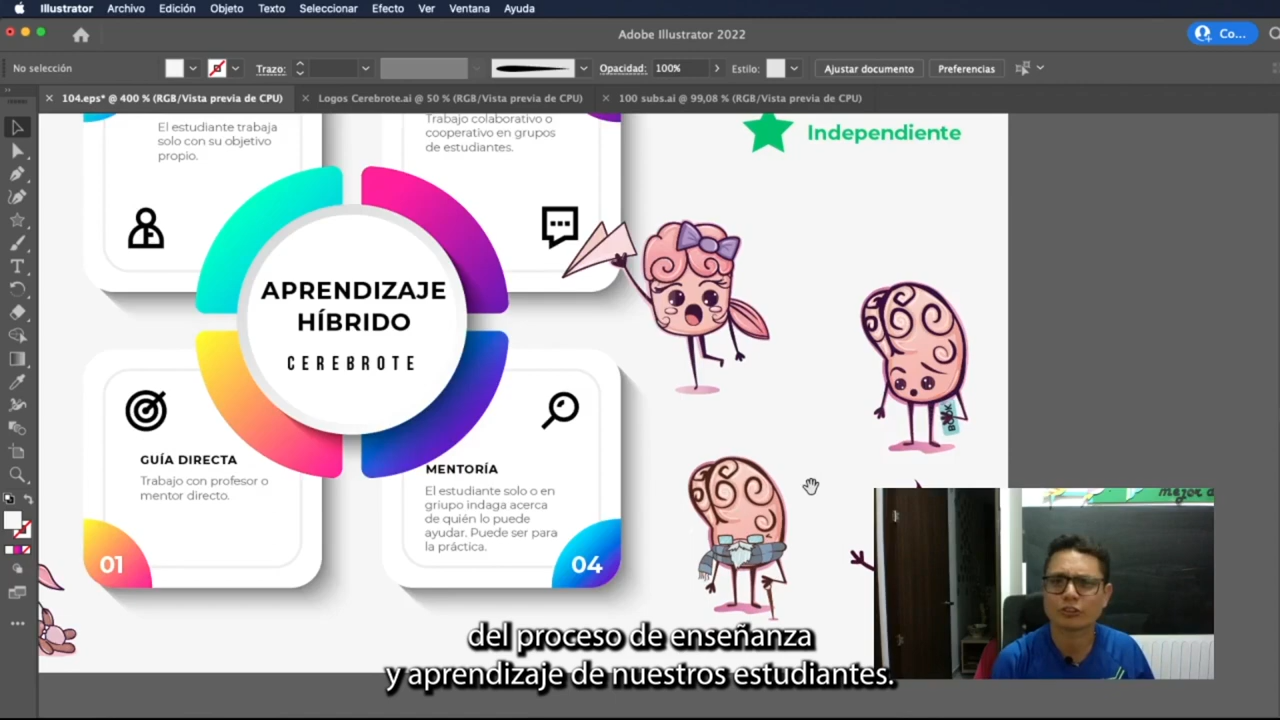 Illustrator Archivo Edición Objeto Texto Seleccionar Efecto Ver Ventana Ayuda
Adobe Illustrator 2022
Co...
No selección
Trazo:
Opacidad: 100%
Estilo:
Ajustar documento
Preferencias
104.eps* @ 400 % (RGB/Vista previa de CPU)
Logos Cerebrote.ai @ 50 % (RGB/Vista previa de CPU)
100 subs.ai @ 99,08 % (RGB/Vista previa de CPU)
El estudiante trabaja
solo con su objetivo
propio.
Trabajo colaborativo o
cooperativo en grupos
de estudiantes.
Independiente
APRENDIZAJE
HÍBRIDO
CEREBROTE
GUÍA DIRECTA
Trabajo con profesor o
mentor directo.
01
MENTORÍA
El estudiante solo o en
griupo indaga acerca
de quién lo puede
ayudar. Puede ser para
la práctica.
04
BOOK
mejor
del proceso de enseñanza
y aprendizaje de nuestros estudiantes.